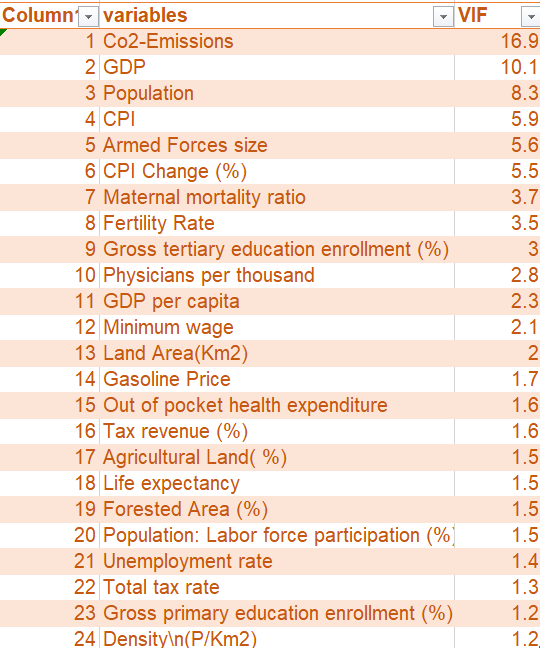 Column1 variables VIF
1 Co2-Emissions 16.9
2 GDP 10.1
3 Population 8.3
4 CPI 5.9
5 Armed Forces size 5.6
6 CPI Change (%) 5.5
7 Maternal mortality ratio 3.7
8 Fertility Rate 3.5
9 Gross tertiary education enrollment (%) 3
10 Physicians per thousand 2.8
11 GDP per capita 2.3
12 Minimum wage 2.1
13 Land Area(Km2) 2
14 Gasoline Price 1.7
15 Out of pocket health expenditure 1.6
16 Tax revenue (%) 1.6
17 Agricultural Land( %) 1.5
18 Life expectancy 1.5
19 Forested Area (%) 1.5
20 Population: Labor force participation (%) 1.5
21 Unemployment rate 1.4
22 Total tax rate 1.3
23 Gross primary education enrollment (%) 1.2
24 Density\n(P/Km2) 1.2